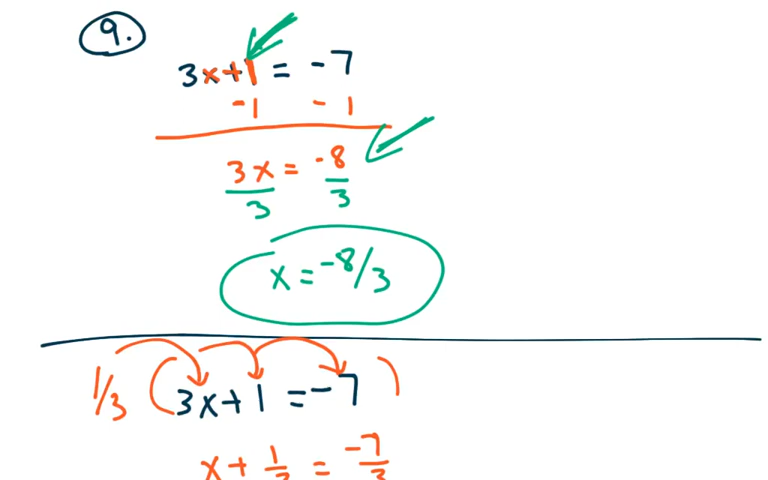 9.
3x+1 = -7
-1 -1
3x = -8
3 3
x = -8/3
1/3 (3x+1 = -7)
x + 1/3 = -7/3